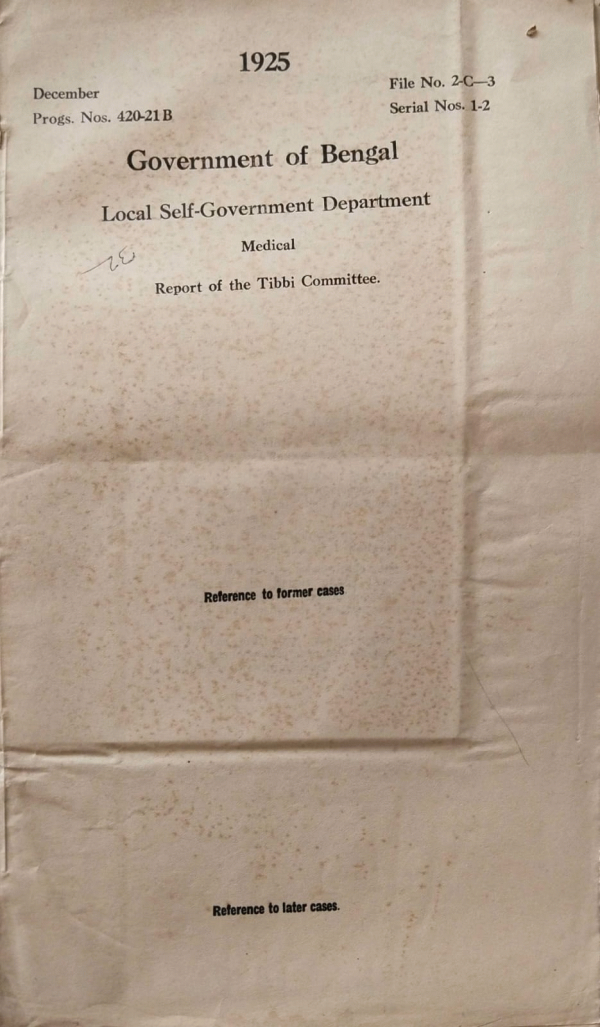 1925
December
File No. 2-C—3
Progs. Nos. 420-21 B
Serial Nos. 1-2
Government of Bengal
Local Self-Government Department
Medical
Report of the Tibbi Committee.
Reference to former cases
Reference to later cases.